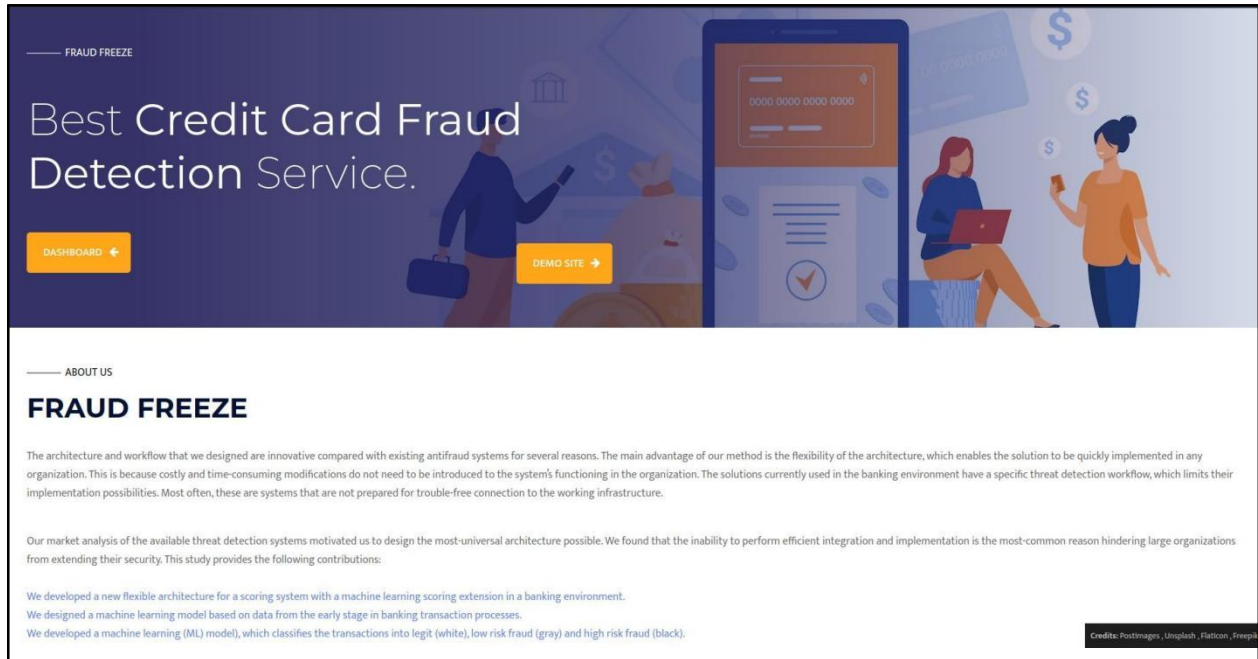 FRAUD FREEZE
Best Credit Card Fraud
Detection Service.
DASHBOARD
DEMO SITE
0000 0000 0000 0000
00 0000 0000
$
$
$
$
ABOUT US
FRAUD FREEZE
The architecture and workflow that we designed are innovative compared with existing antifraud systems for several reasons. The main advantage of our method is the flexibility of the architecture, which enables the solution to be quickly implemented in any
organization. This is because costly and time-consuming modifications do not need to be introduced to the system's functioning in the organization. The solutions currently used in the banking environment have a specific threat detection workflow, which limits their
implementation possibilities. Most often, these are systems that are not prepared for trouble-free connection to the working infrastructure.
Our market analysis of the available threat detection systems motivated us to design the most-universal architecture possible. We found that the inability to perform efficient integration and implementation is the most-common reason hindering large organizations
from extending their security. This study provides the following contributions:
We developed a new flexible architecture for a scoring system with a machine learning scoring extension in a banking environment.
We designed a machine learning model based on data from the early stage in banking transaction processes.
We developed a machine learning (ML) model), which classifies the transactions into legit (white), low risk fraud (gray) and high risk fraud (black).
Credits: Postimages , Unsplash , Flaticon , Freepik